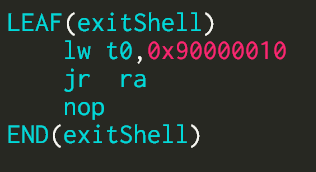 LEAF(exitShell)
lw t0,0x90000010
jr ra
nop
END(exitShell)